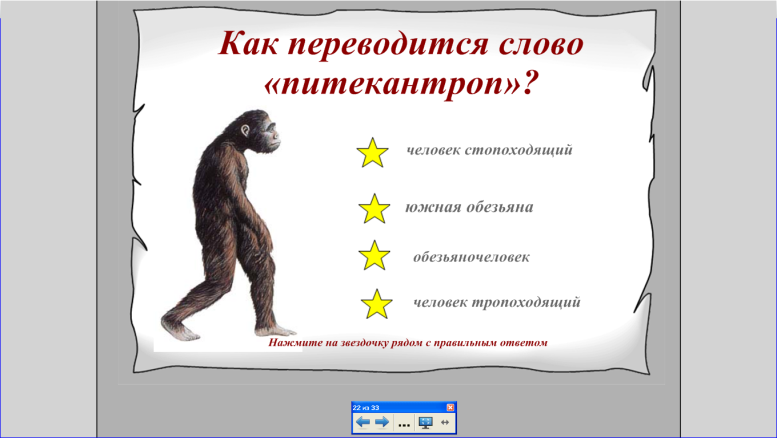 Как переводится слово
«питекантроп»?
человек стопоходящий
южная обезьяна
обезьяночеловек
человек тропоходящий
Нажмите на звездочку рядом с правильным ответом
22 из 33